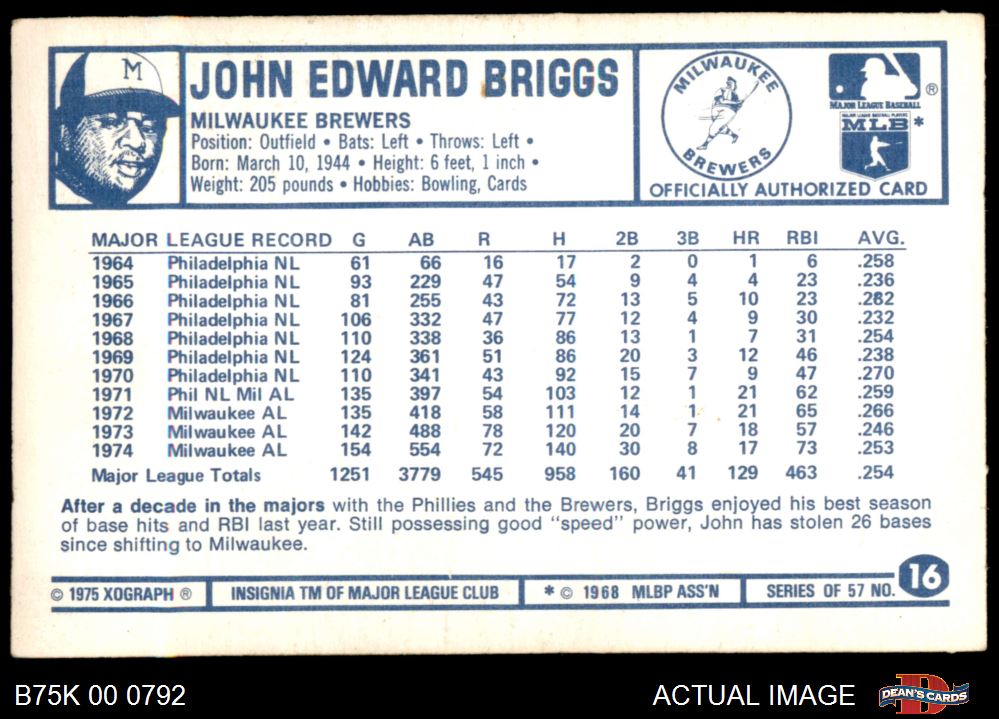 M
JOHN EDWARD BRIGGS
MILWAUKEE BREWERS
Position: Outfield • Bats: Left • Throws: Left •
Born: March 10, 1944 • Height: 6 feet, 1 inch •
Weight: 205 pounds • Hobbies: Bowling, Cards
MILWAUKEE
BREWERS
®
MAJOR LEAGUE BASEBALL
MAJOR LEAGUE BASEBALL PLAYERS
MLB *
OFFICIALLY AUTHORIZED CARD
MAJOR LEAGUE RECORD G AB R H 2B 3B HR RBI AVG.
1964 Philadelphia NL 61 66 16 17 2 0 1 6 .258
1965 Philadelphia NL 93 229 47 54 9 4 4 23 .236
1966 Philadelphia NL 81 255 43 72 13 5 10 23 .282
1967 Philadelphia NL 106 332 47 77 12 4 9 30 .232
1968 Philadelphia NL 110 338 36 86 13 1 7 31 .254
1969 Philadelphia NL 124 361 51 86 20 3 12 46 .238
1970 Philadelphia NL 110 341 43 92 15 7 9 47 .270
1971 Phil NL Mil AL 135 397 54 103 12 1 21 62 .259
1972 Milwaukee AL 135 418 58 111 14 1 21 65 .266
1973 Milwaukee AL 142 488 78 120 20 7 18 57 .246
1974 Milwaukee AL 154 554 72 140 30 8 17 73 .253
Major League Totals 1251 3779 545 958 160 41 129 463 .254
After a decade in the majors with the Phillies and the Brewers, Briggs enjoyed his best season
of base hits and RBI last year. Still possessing good "speed" power, John has stolen 26 bases
since shifting to Milwaukee.
© 1975 XOGRAPH ® INSIGNIA TM OF MAJOR LEAGUE CLUB * © 1968 MLBP ASS'N SERIES OF 57 NO. 16
B75K 00 0792 ACTUAL IMAGE DEAN'S CARDS